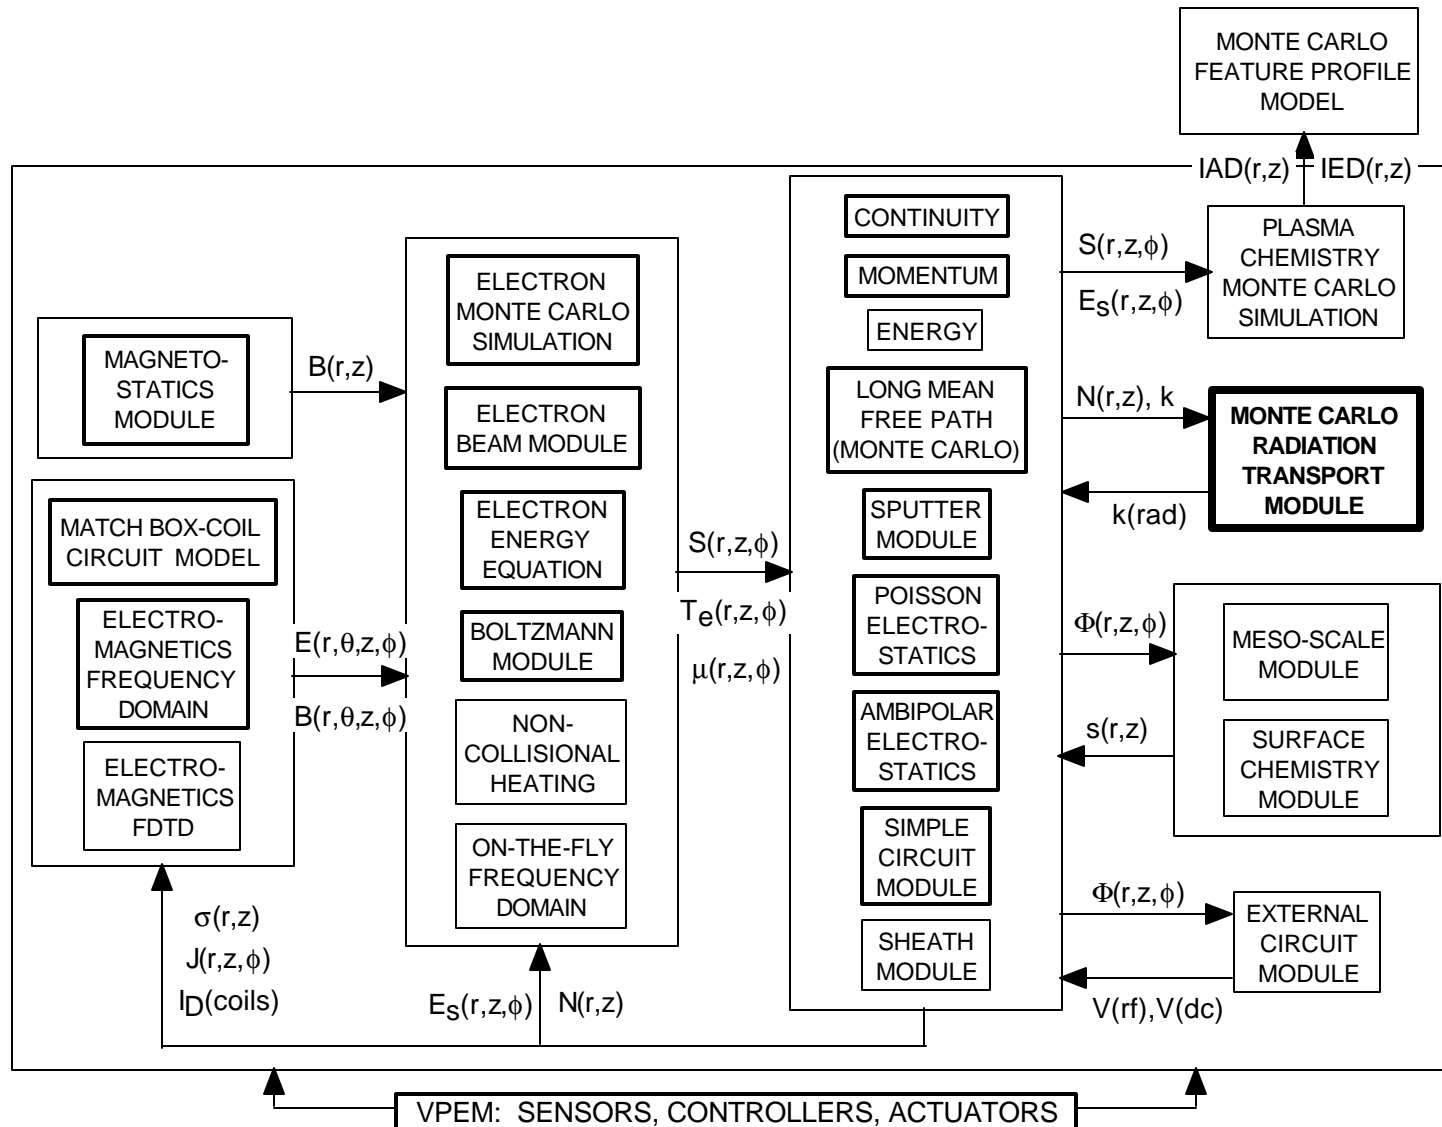 MONTE CARLO
FEATURE PROFILE
MODEL
IAD(r,z)
IED(r,z)
MAGNETO-
STATICS
MODULE
B(r,z)
MATCH BOX-COIL
CIRCUIT MODEL
ELECTRO-
MAGNETICS
FREQUENCY
DOMAIN
ELECTRO-
MAGNETICS
FDTD
E(r,θ,z,ϕ)
B(r,θ,z,ϕ)
σ(r,z)
J(r,z,ϕ)
ID(coils)
ELECTRON
MONTE CARLO
SIMULATION
ELECTRON
BEAM MODULE
ELECTRON
ENERGY
EQUATION
BOLTZMANN
MODULE
NON-
COLLISIONAL
HEATING
ON-THE-FLY
FREQUENCY
DOMAIN
ES(r,z,ϕ)
N(r,z)
S(r,z,ϕ)
Te(r,z,ϕ)
μ(r,z,ϕ)
CONTINUITY
MOMENTUM
ENERGY
LONG MEAN
FREE PATH
(MONTE CARLO)
SPUTTER
MODULE
POISSON
ELECTRO-
STATICS
AMBIPOLAR
ELECTRO-
STATICS
SIMPLE
CIRCUIT
MODULE
SHEATH
MODULE
S(r,z,ϕ)
ES(r,z,ϕ)
PLASMA
CHEMISTRY
MONTE CARLO
SIMULATION
N(r,z), k
k(rad)
MONTE CARLO
RADIATION
TRANSPORT
MODULE
Φ(r,z,ϕ)
s(r,z)
MESO-SCALE
MODULE
SURFACE
CHEMISTRY
MODULE
Φ(r,z,ϕ)
V(rf),V(dc)
EXTERNAL
CIRCUIT
MODULE
VPEM: SENSORS, CONTROLLERS, ACTUATORS